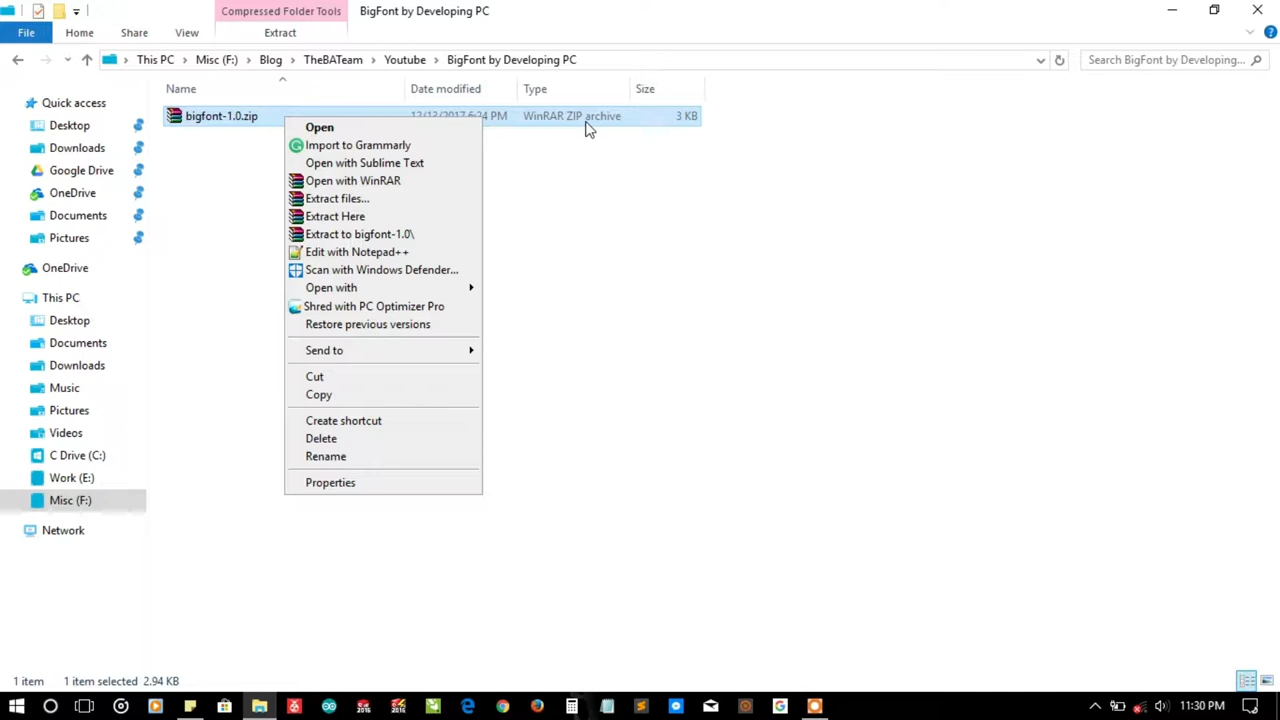 Compressed Folder Tools
BigFont by Developing PC
File
Home
Share
View
Extract
This PC
Misc (F:)
Blog
TheBATeam
Youtube
BigFont by Developing PC
Search BigFont by Developing...
Name
Date modified
Type
Size
Quick access
bigfont-1.0.zip
12/13/2017 6:24 PM
WinRAR ZIP archive
3 KB
Desktop
Downloads
Google Drive
OneDrive
Documents
Pictures
OneDrive
This PC
Desktop
Documents
Downloads
Music
Pictures
Videos
C Drive (C:)
Work (E:)
Misc (F:)
Network
Open
Import to Grammarly
Open with Sublime Text
Open with WinRAR
Extract files...
Extract Here
Extract to bigfont-1.0\
Edit with Notepad++
Scan with Windows Defender...
Open with
Shred with PC Optimizer Pro
Restore previous versions
Send to
Cut
Copy
Create shortcut
Delete
Rename
Properties
1 item
1 item selected 2.94 KB
11:30 PM